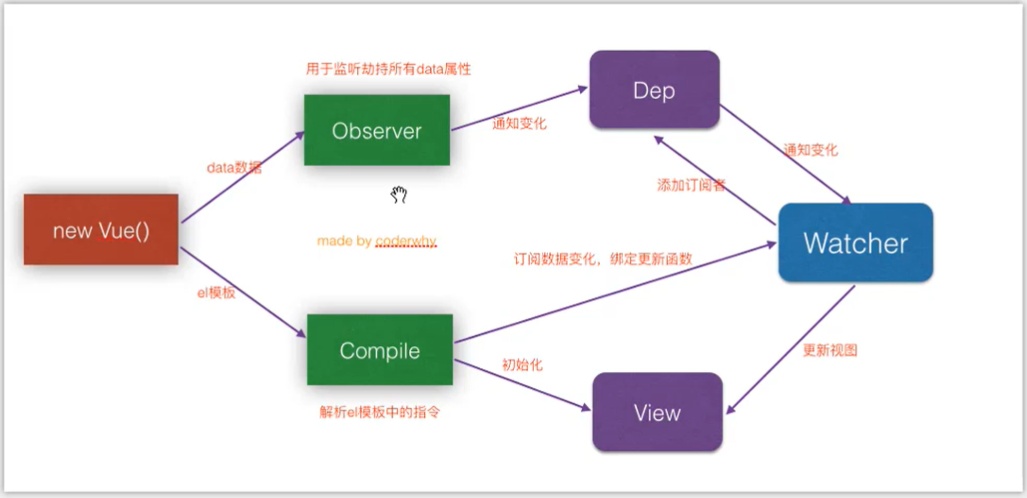 用于监听劫持所有data属性
Observer
Dep
通知变化
通知变化
data数据
添加订阅者
new Vue()
made by coderwhy
Watcher
订阅数据变化，绑定更新函数
el模板
Compile
初始化
更新视图
解析el模板中的指令
View